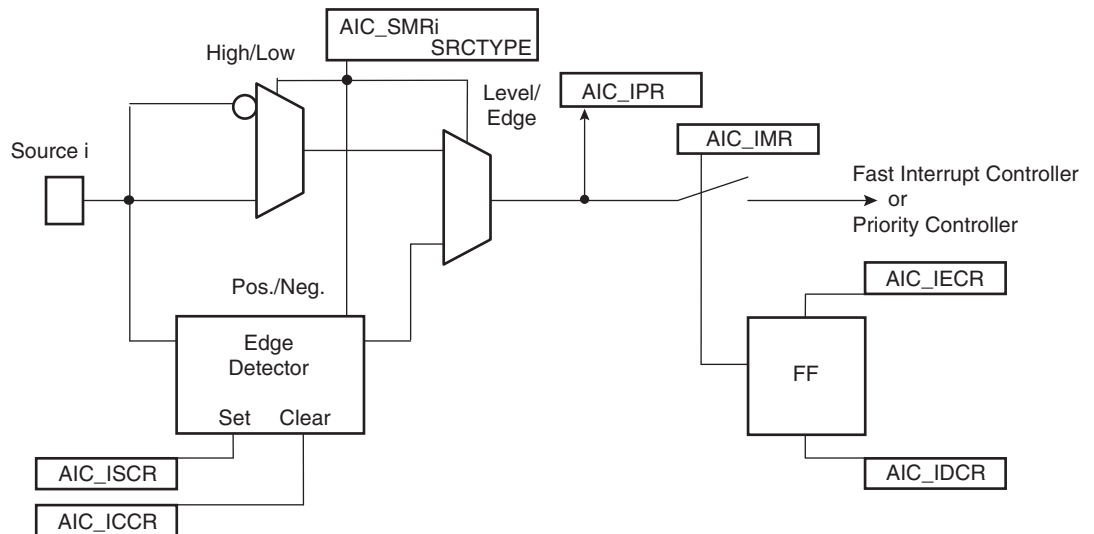 AIC_SMRi
SRCTYPE
High/Low
Level/
Edge
AIC_IPR
AIC_IMR
Source i
Fast Interrupt Controller
or
Priority Controller
Pos./Neg.
AIC_IECR
Edge
Detector
FF
Set Clear
AIC_ISCR
AIC_IDCR
AIC_ICCR